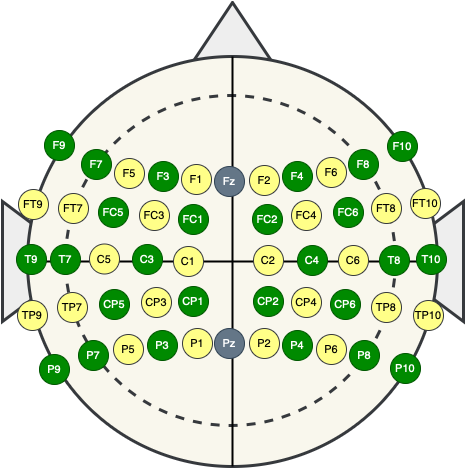 F9 F10
F7 F5 F3 F1 Fz F2 F4 F6 F8
FT9 FT7 FC5 FC3 FC1 FC2 FC4 FC6 FT8 FT10
T9 T7 C5 C3 C1 C2 C4 C6 T8 T10
TP9 TP7 CP5 CP3 CP1 CP2 CP4 CP6 TP8 TP10
P7 P5 P3 P1 Pz P2 P4 P6 P8
P9 P10